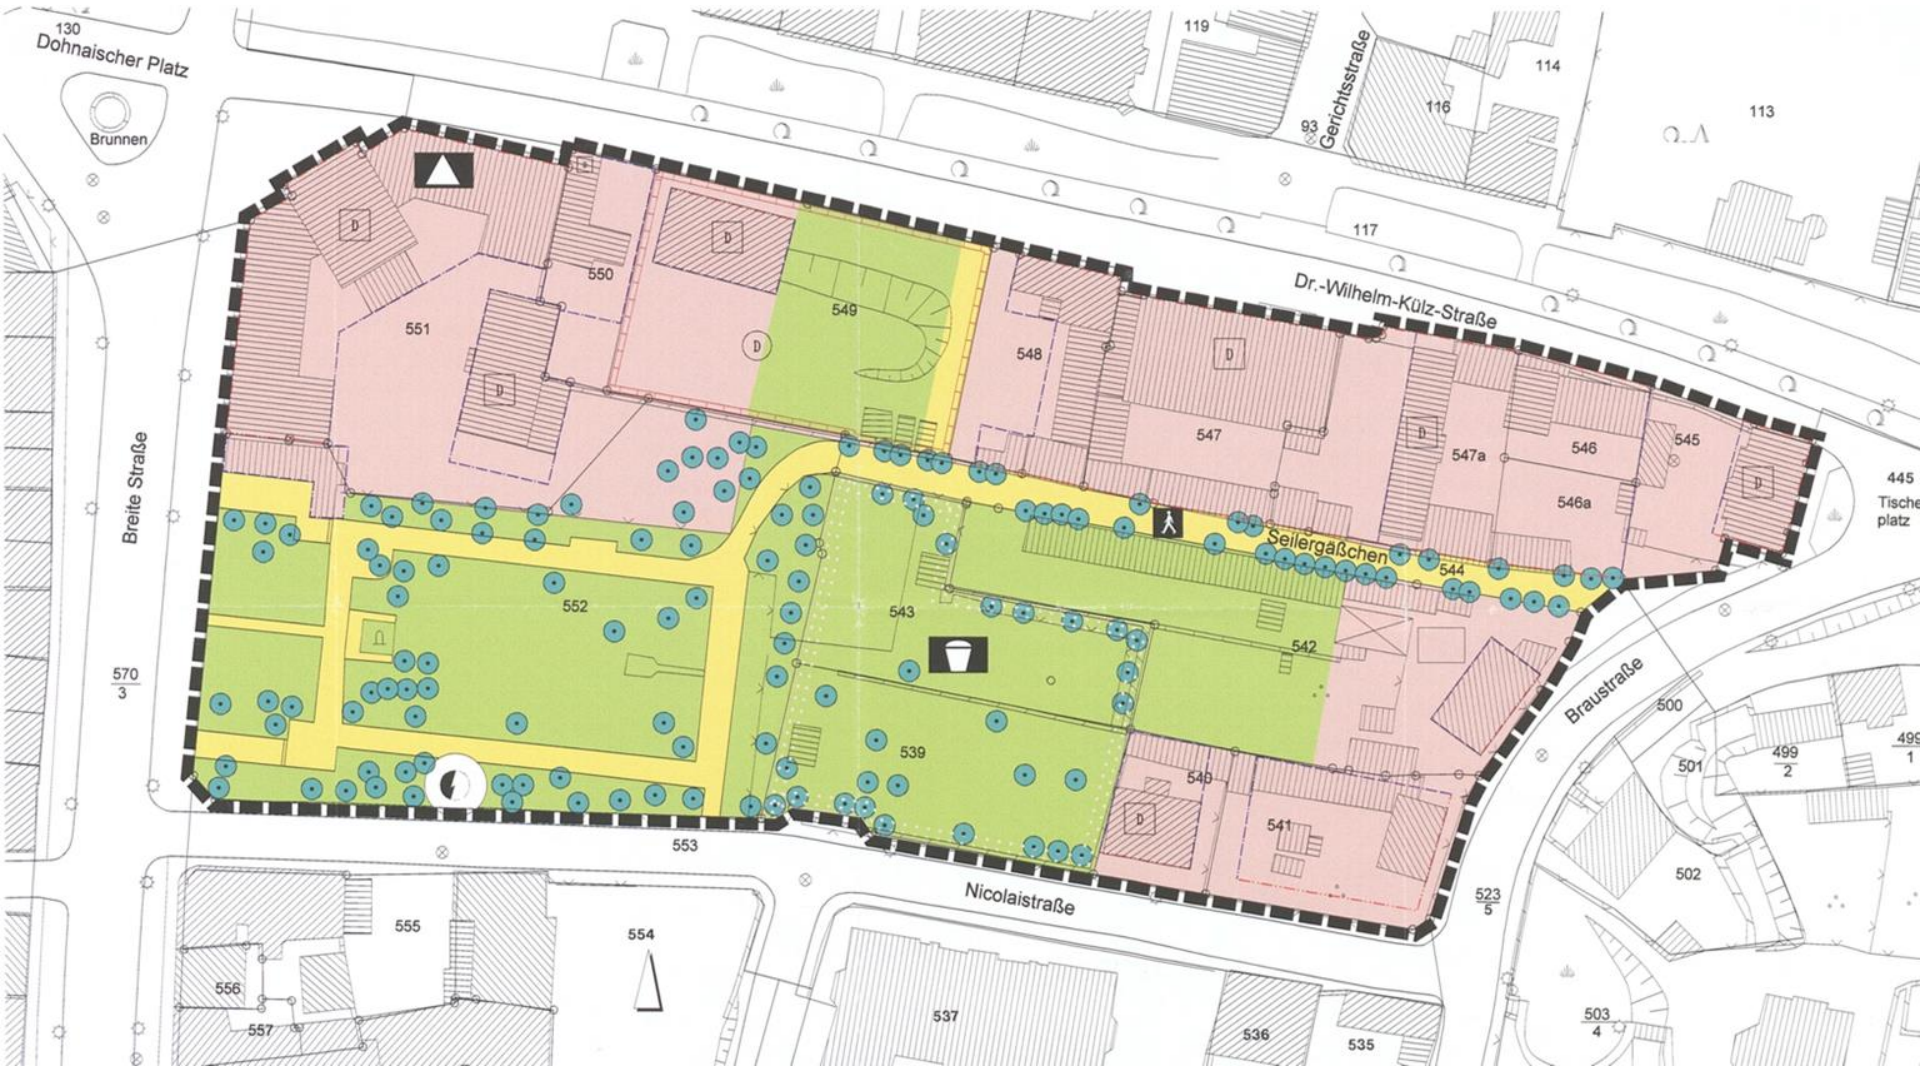 130
Dohnaischer Platz
Brunnen
119
Gerichtsstraße
93
116
114
113
117
Dr.-Wilhelm-Külz-Straße
D
D
D
D
D
D
D
D
D
551
550
549
548
547
547a
546
546a
545
445
Tische
platz
Seilergäßchen
544
Breite Straße
552
543
542
539
540
541
570
3
553
Nicolaistraße
Braustraße
500
501
499
2
499
1
502
523
5
503
4
554
555
556
557
537
536
535